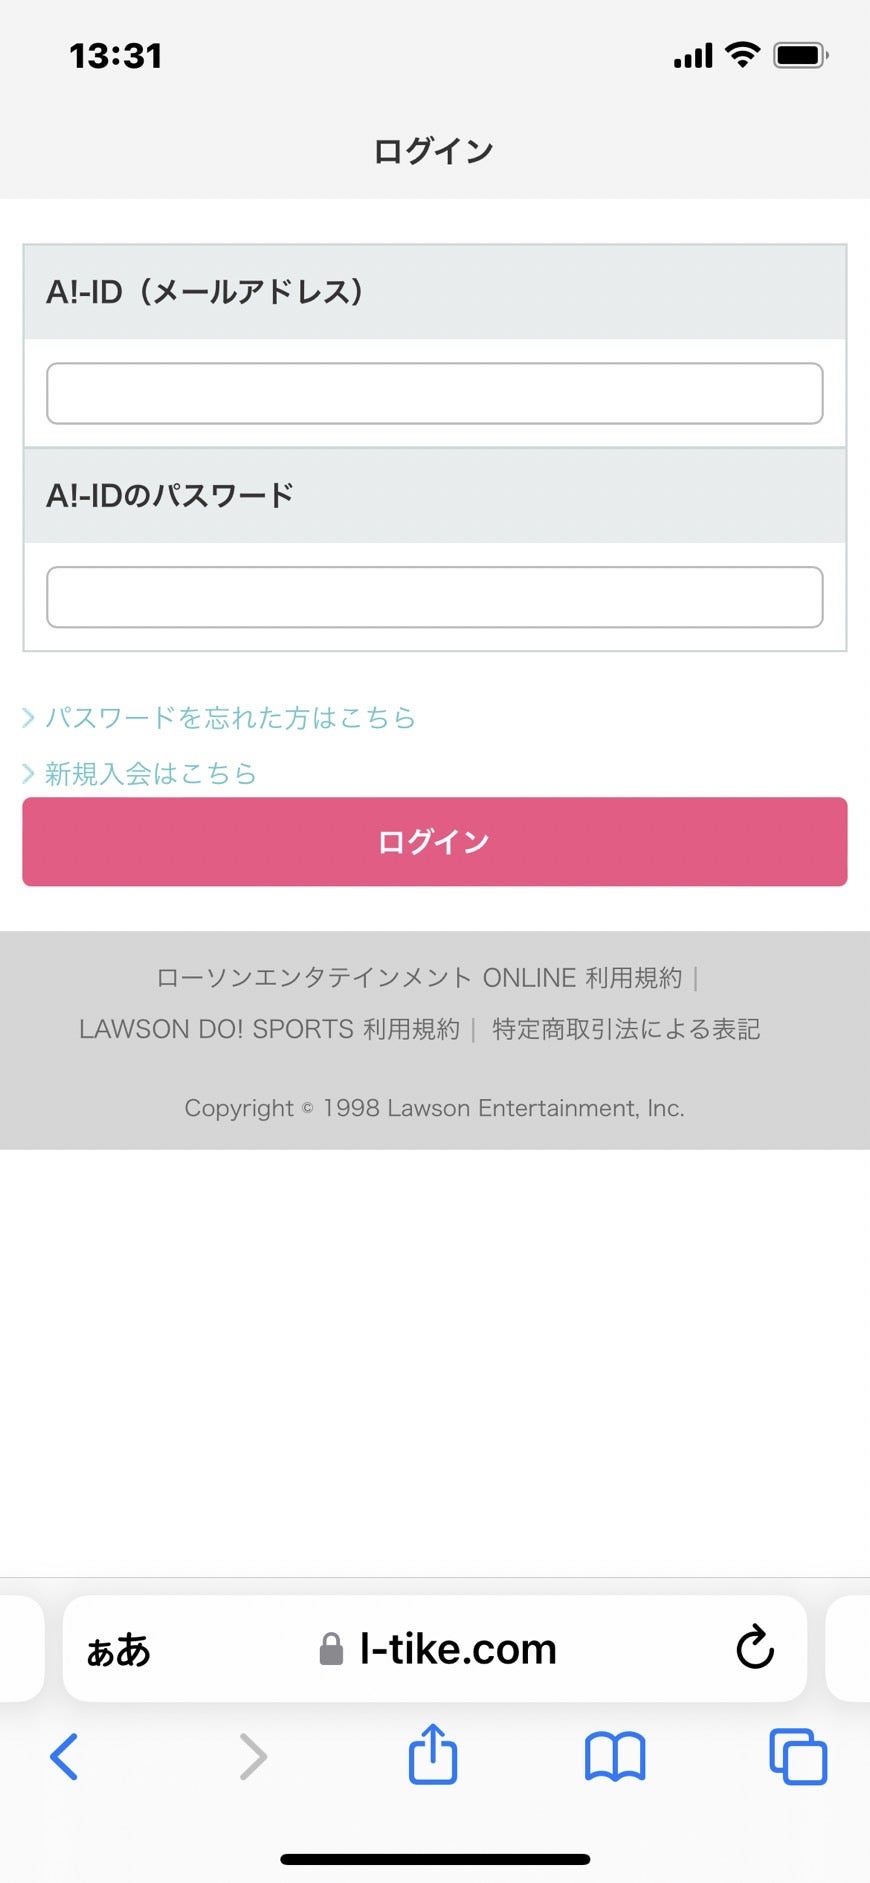 13:31
ログイン
A!-ID（メールアドレス）
A!-IDのパスワード
パスワードを忘れた方はこちら
新規入会はこちら
ログイン
ローソンエンタテインメント ONLINE 利用規約｜
LAWSON DO! SPORTS 利用規約｜ 特定商取引法による表記
Copyright © 1998 Lawson Entertainment, Inc.
ぁあ l-tike.com